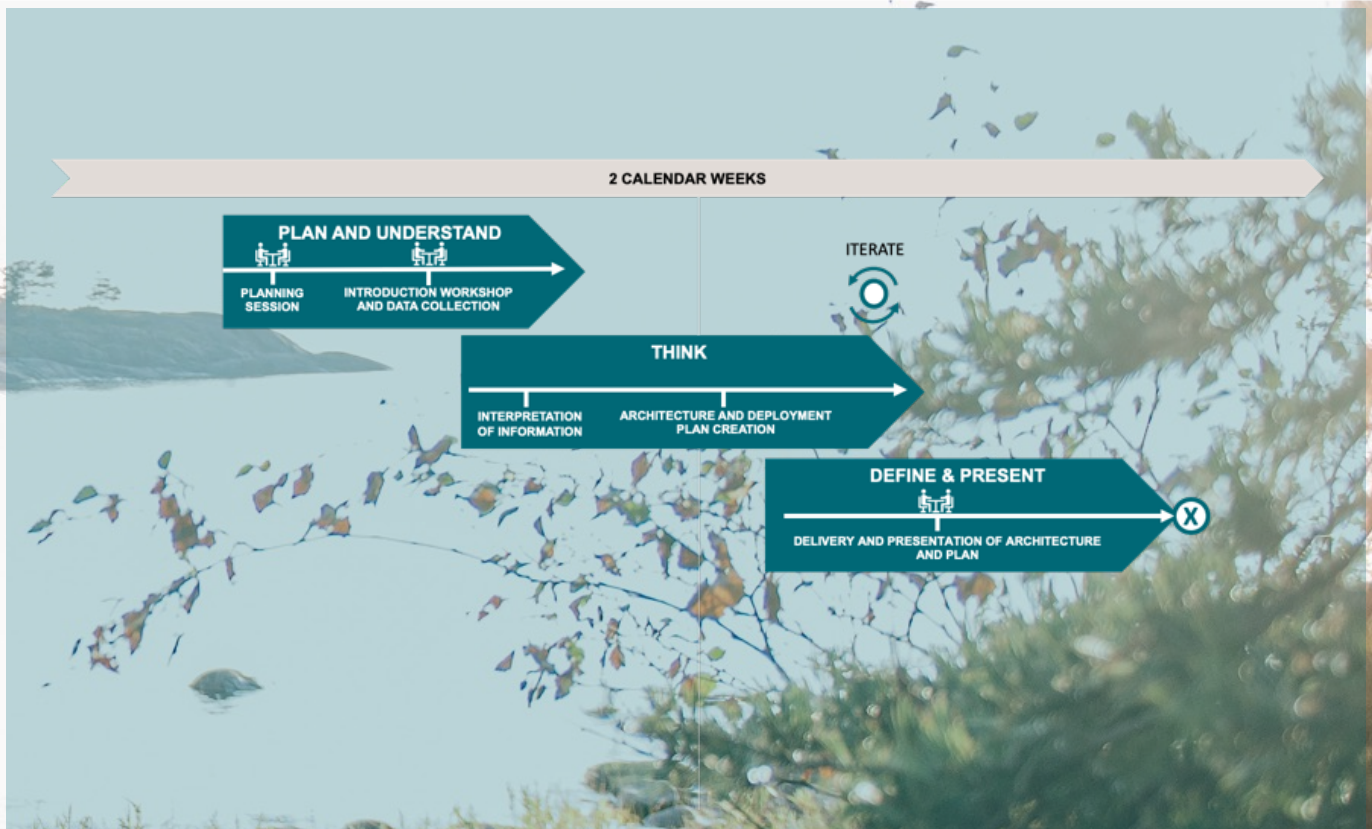 2 CALENDAR WEEKS
PLAN AND UNDERSTAND
PLANNING
SESSION
INTRODUCTION WORKSHOP
AND DATA COLLECTION
ITERATE
THINK
INTERPRETATION
OF INFORMATION
ARCHITECTURE AND DEPLOYMENT
PLAN CREATION
DEFINE & PRESENT
X
DELIVERY AND PRESENTATION OF ARCHITECTURE
AND PLAN